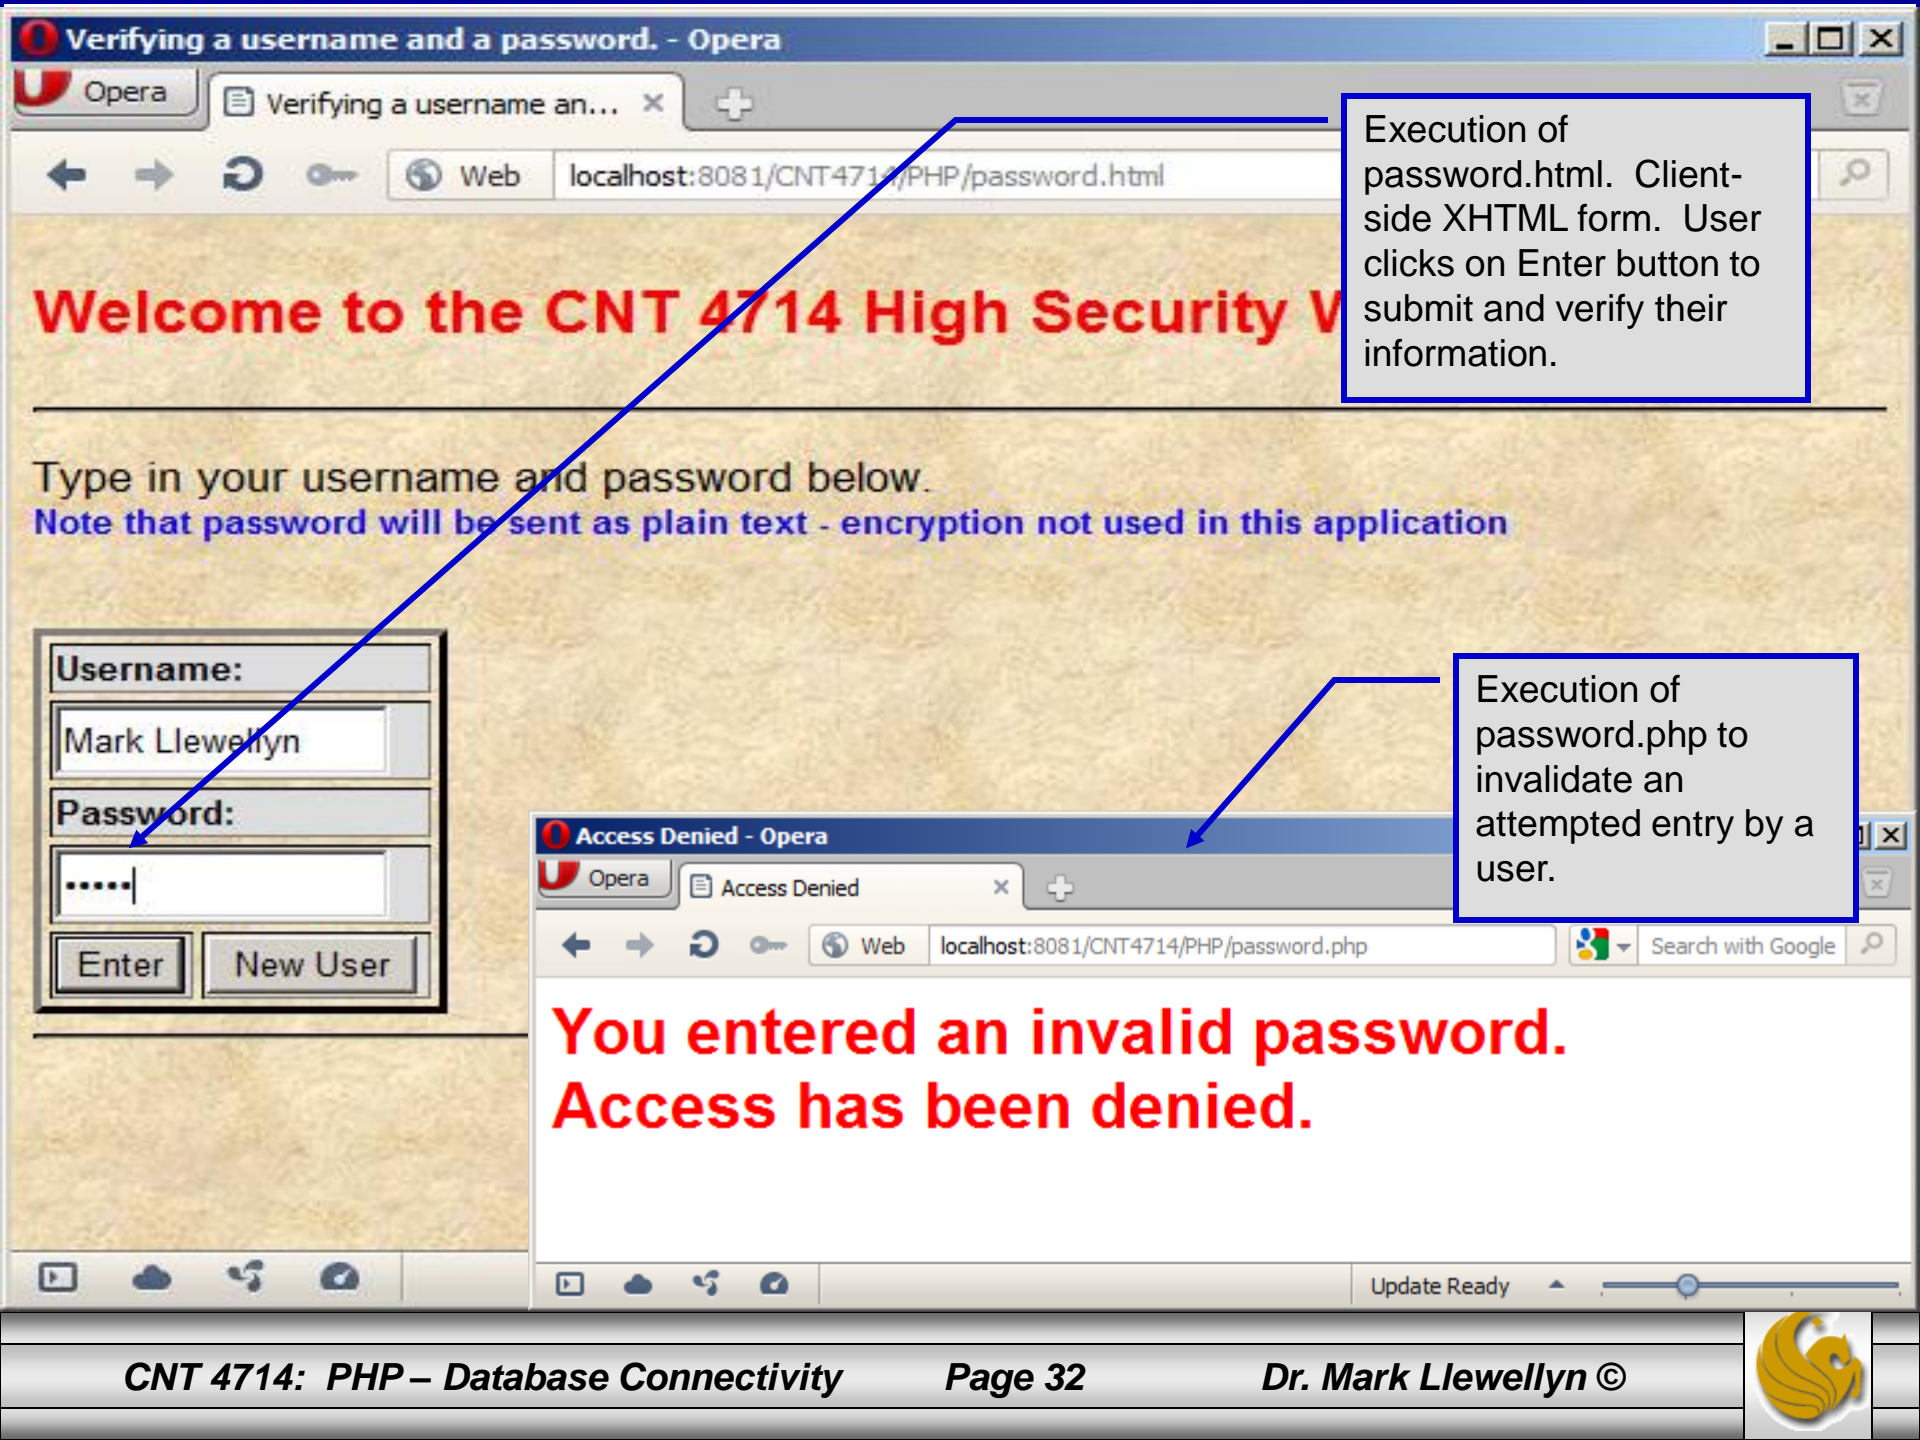 Verifying a username and a password. - Opera
Opera
Verifying a username an...
Web
localhost:8081/CNT4714/PHP/password.html
Execution of
password.html. Client-
side XHTML form. User
clicks on Enter button to
submit and verify their
information.
Welcome to the CNT 4714 High Security
Type in your username and password below.
Note that password will be sent as plain text - encryption not used in this application
Username:
Mark Llewellyn
Password:
•••••
Enter
New User
Execution of
password.php to
invalidate an
attempted entry by a
user.
Access Denied - Opera
Opera
Access Denied
Web
localhost:8081/CNT4714/PHP/password.php
Search with Google
You entered an invalid password.
Access has been denied.
Update Ready
CNT 4714: PHP – Database Connectivity
Page 32
Dr. Mark Llewellyn ©